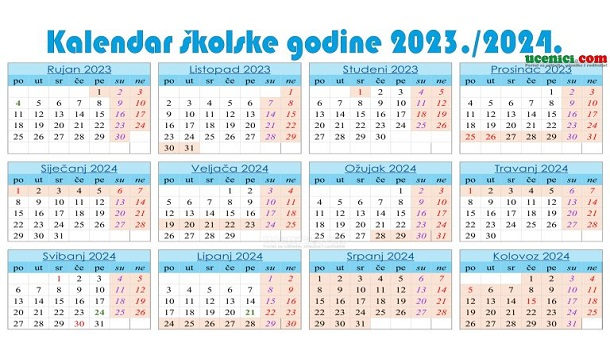 Kalendar školske godine 2023./2024.
ucenici.com
Rujan 2023
po ut sr če pe su ne
1 2 3
4 5 6 7 8 9 10
11 12 13 14 15 16 17
18 19 20 21 22 23 24
25 26 27 28 29 30
Listopad 2023
po ut sr če pe su ne
1
2 3 4 5 6 7 8
9 10 11 12 13 14 15
16 17 18 19 20 21 22
23 24 25 26 27 28 29
30 31
Studeni 2023
po ut sr če pe su ne
1 2 3 4 5
6 7 8 9 10 11 12
13 14 15 16 17 18 19
20 21 22 23 24 25 26
27 28 29 30
Prosinac 2023
po ut sr če pe su ne
1 2 3
4 5 6 7 8 9 10
11 12 13 14 15 16 17
18 19 20 21 22 23 24
25 26 27 28 29 30 31
Siječanj 2024
po ut sr če pe su ne
1 2 3 4 5 6 7
8 9 10 11 12 13 14
15 16 17 18 19 20 21
22 23 24 25 26 27 28
29 30 31
Veljača 2024
po ut sr če pe su ne
1 2 3 4
5 6 7 8 9 10 11
12 13 14 15 16 17 18
19 20 21 22 23 24 25
26 27 28 29
Ožujak 2024
po ut sr če pe su ne
1 2 3
4 5 6 7 8 9 10
11 12 13 14 15 16 17
18 19 20 21 22 23 24
25 26 27 28 29 30 31
Travanj 2024
po ut sr če pe su ne
1 2 3 4 5 6 7
8 9 10 11 12 13 14
15 16 17 18 19 20 21
22 23 24 25 26 27 28
29 30
Svibanj 2024
po ut sr če pe su ne
1 2 3 4 5
6 7 8 9 10 11 12
13 14 15 16 17 18 19
20 21 22 23 24 25 26
27 28 29 30 31
Lipanj 2024
po ut sr če pe su ne
1 2
3 4 5 6 7 8 9
10 11 12 13 14 15 16
17 18 19 20 21 22 23
24 25 26 27 28 29 30
Srpanj 2024
po ut sr če pe su ne
1 2 3 4 5 6 7
8 9 10 11 12 13 14
15 16 17 18 19 20 21
22 23 24 25 26 27 28
29 30 31
Kolovoz 2024
po ut sr če pe su ne
1 2 3 4
5 6 7 8 9 10 11
12 13 14 15 16 17 18
19 20 21 22 23 24 25
26 27 28 29 30 31